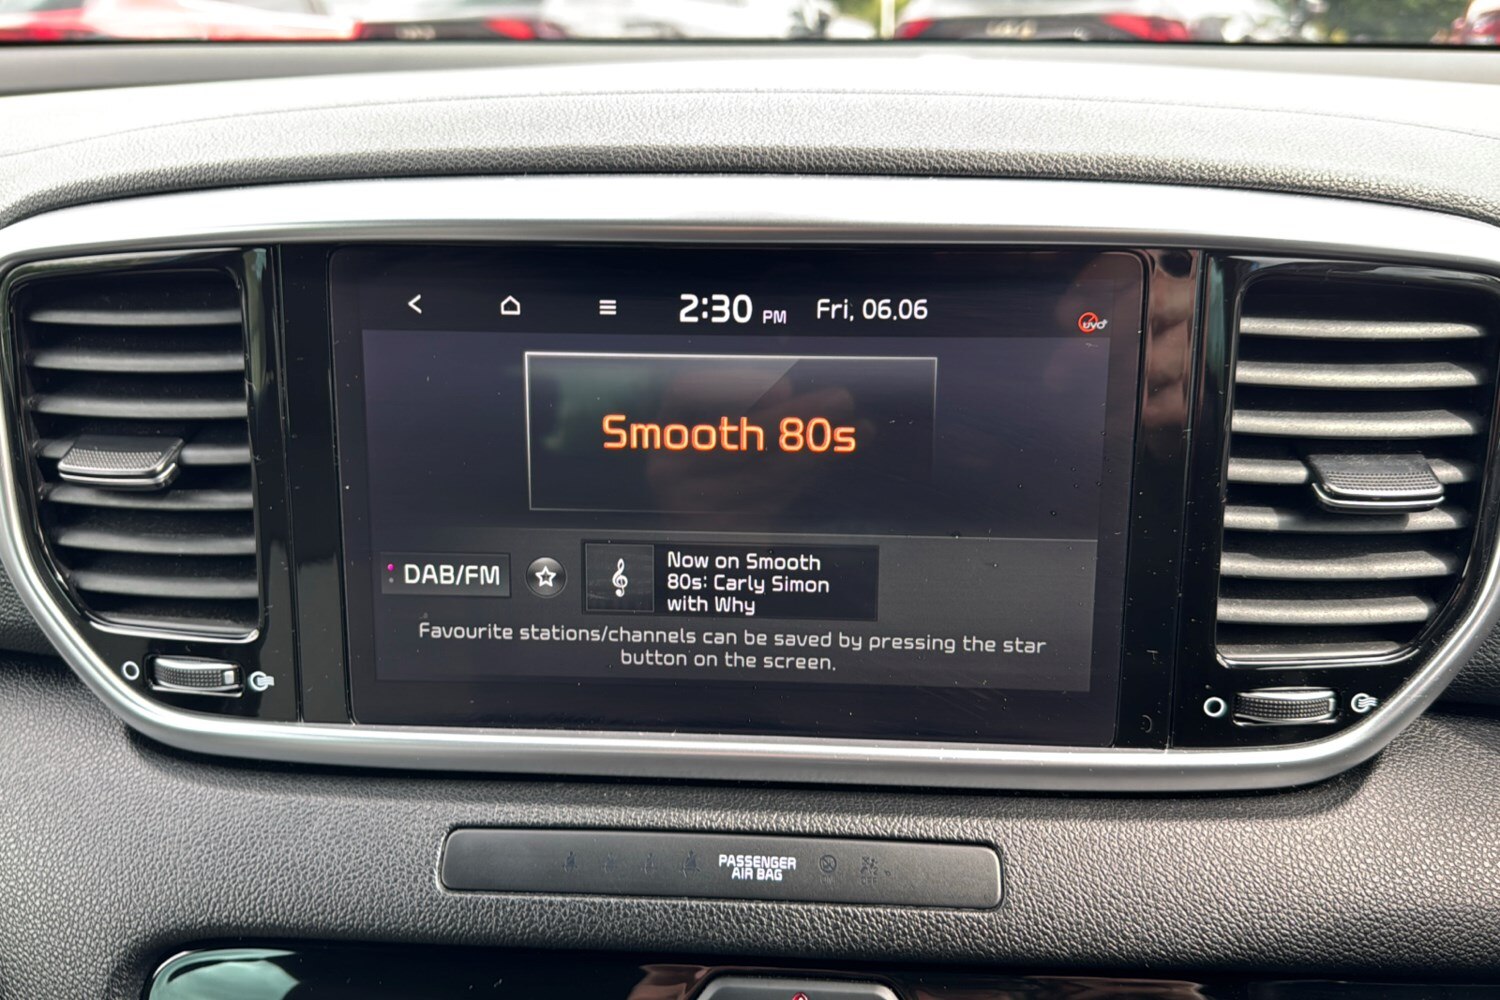 2:30 PM Fri, 06.06
UVO+
Smooth 80s
DAB/FM
Now on Smooth
80s: Carly Simon
with Why
Favourite stations/channels can be saved by pressing the star
button on the screen.
PASSENGER
AIR BAG